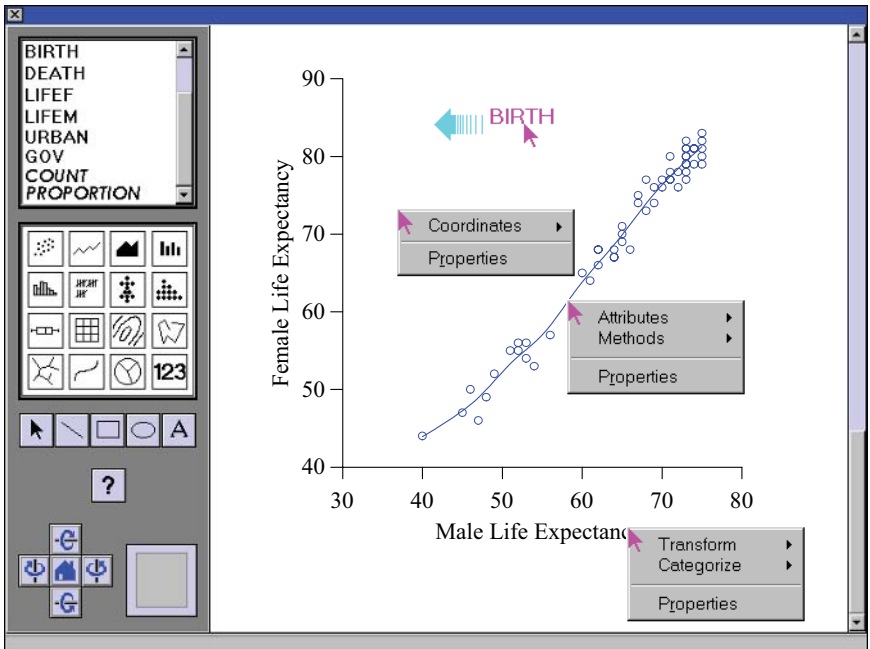 BIRTH
DEATH
LIFEF
LIFEM
URBAN
GOV
COUNT
PROPORTION
123
A
?
90
80
70
60
50
40
Female Life Expectancy
BIRTH
Coordinates
Properties
Attributes
Methods
Properties
30 40 50 60 70 80
Male Life Expectanc
Transform
Categorize
Properties